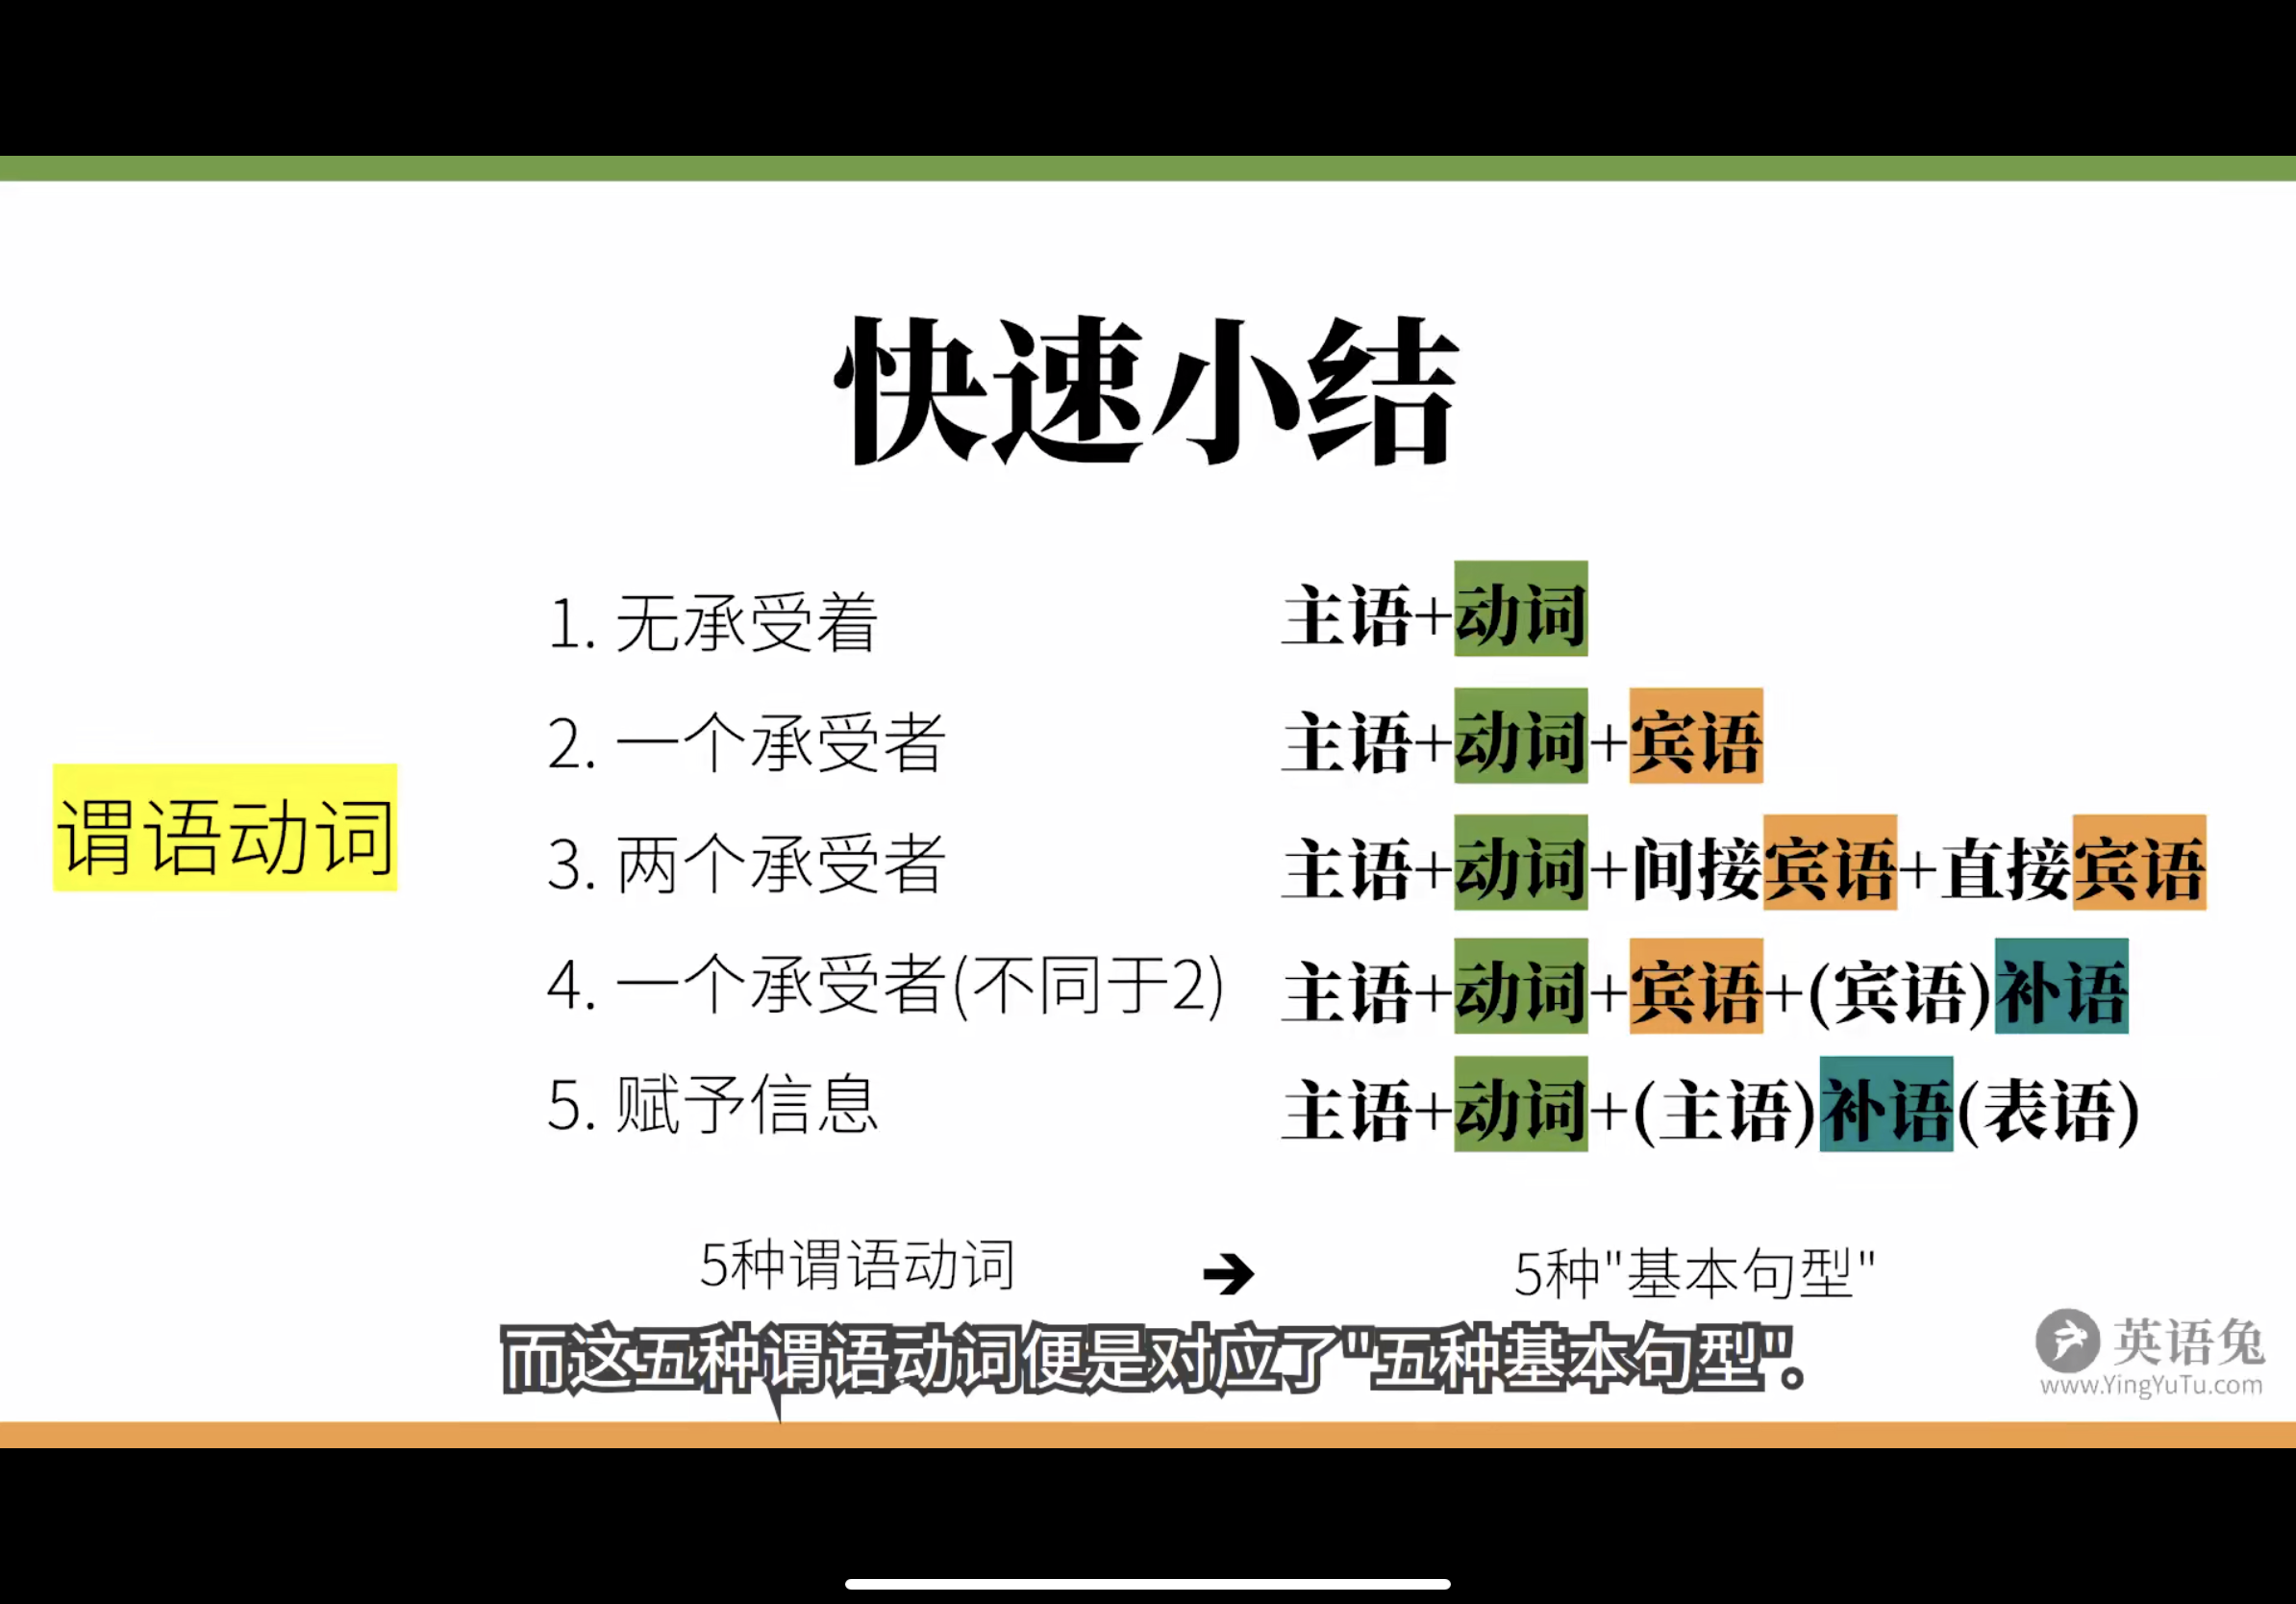 快速小结
谓语动词
1. 无承受着
主语+动词
2. 一个承受者
主语+动词+宾语
3. 两个承受者
主语+动词+间接宾语+直接宾语
4. 一个承受者(不同于2)
主语+动词+宾语+(宾语)补语
5. 赋予信息
主语+动词+(主语)补语(表语)
5种谓语动词
➔
5种"基本句型"
而这五种谓语动词便是对应了"五种基本句型"。
英语兔
www.YingYuTu.com